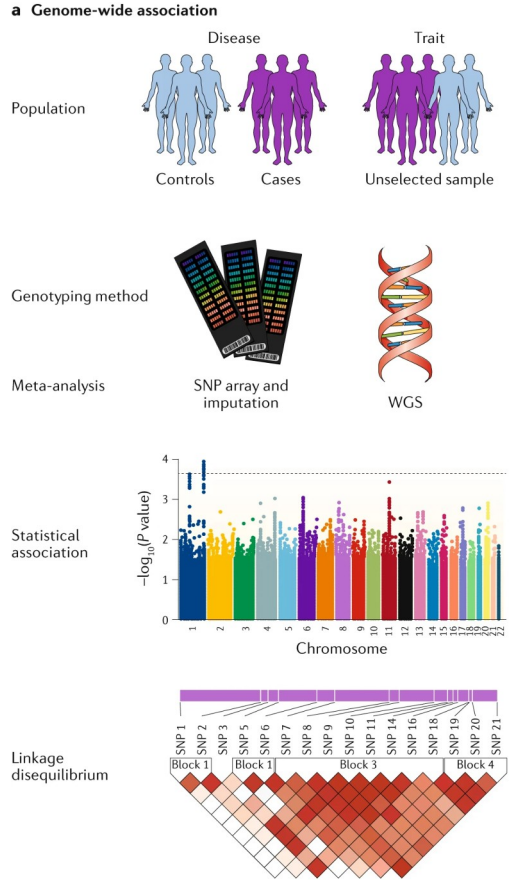 a Genome-wide association
Disease
Trait
Population
Controls
Cases
Unselected sample
Genotyping method
Meta-analysis
SNP array and
imputation
WGS
Statistical
association
–log10(P value)
4
3
2
1
0
1 2 3 4 5 6 7 8 9 10 11 12 13 14 15 16 17 18 19 20 21 22
Chromosome
Linkage
disequilibrium
SNP 1
SNP 2
SNP 3
SNP 5
SNP 6
SNP 7
SNP 8
SNP 9
SNP 10
SNP 11
SNP 14
SNP 16
SNP 18
SNP 19
SNP 20
SNP 21
Block 1
Block 1
Block 3
Block 4